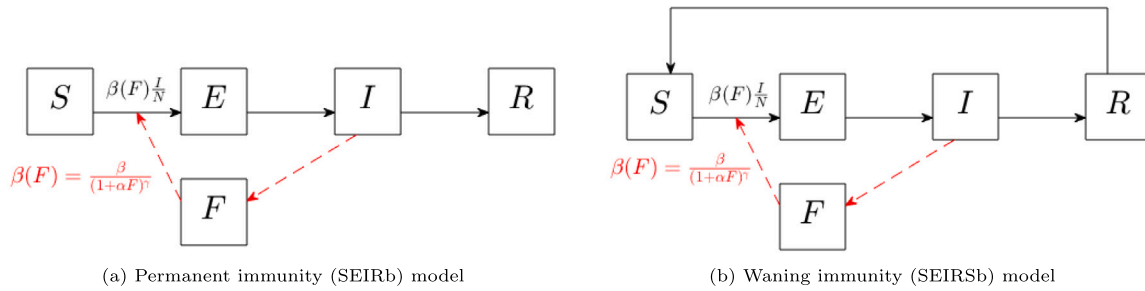 S
β(F) I/N
E
I
R
β(F) = β/(1+αF)^γ
F
(a) Permanent immunity (SEIRb) model
S
β(F) I/N
E
I
R
β(F) = β/(1+αF)^γ
F
(b) Waning immunity (SEIRSb) model